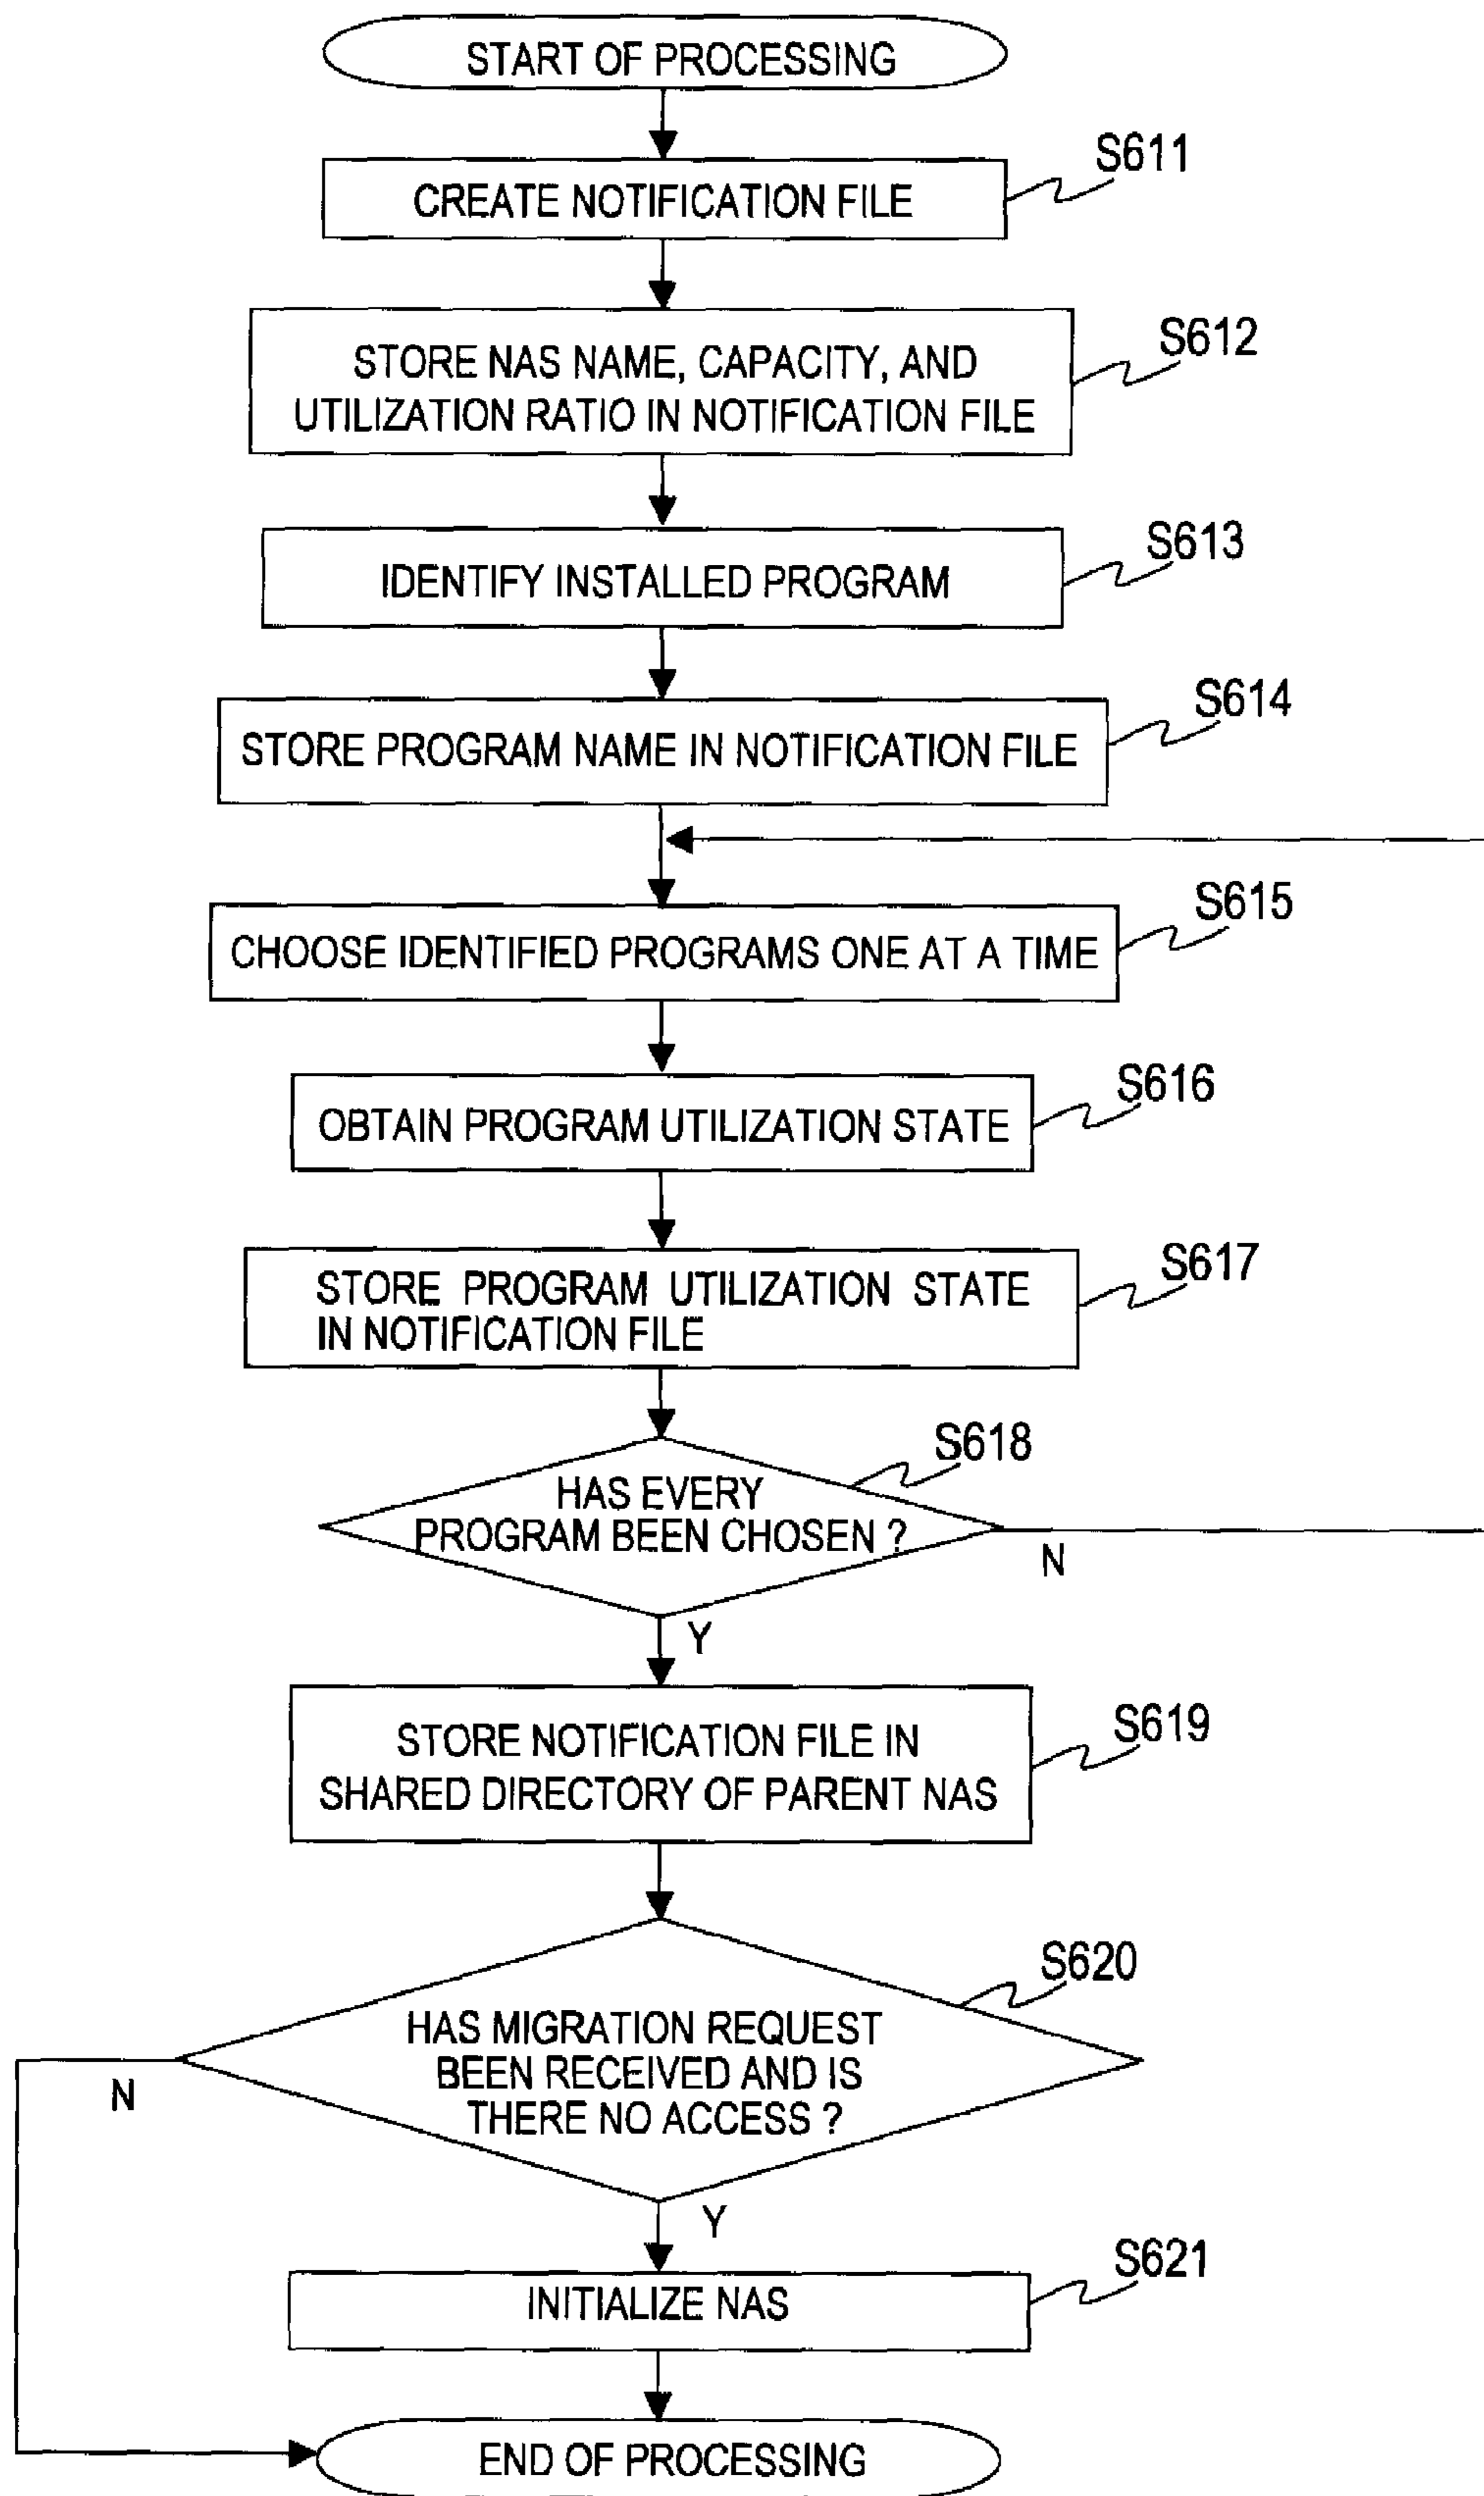 START OF PROCESSING
S611
CREATE NOTIFICATION FILE
S612
STORE NAS NAME, CAPACITY, AND
UTILIZATION RATIO IN NOTIFICATION FILE
S613
IDENTIFY INSTALLED PROGRAM
S614
STORE PROGRAM NAME IN NOTIFICATION FILE
S615
CHOOSE IDENTIFIED PROGRAMS ONE AT A TIME
S616
OBTAIN PROGRAM UTILIZATION STATE
S617
STORE PROGRAM UTILIZATION STATE
IN NOTIFICATION FILE
S618
HAS EVERY
PROGRAM BEEN CHOSEN ?
N
Y
S619
STORE NOTIFICATION FILE IN
SHARED DIRECTORY OF PARENT NAS
S620
HAS MIGRATION REQUEST
BEEN RECEIVED AND IS
THERE NO ACCESS ?
N
Y
S621
INITIALIZE NAS
END OF PROCESSING